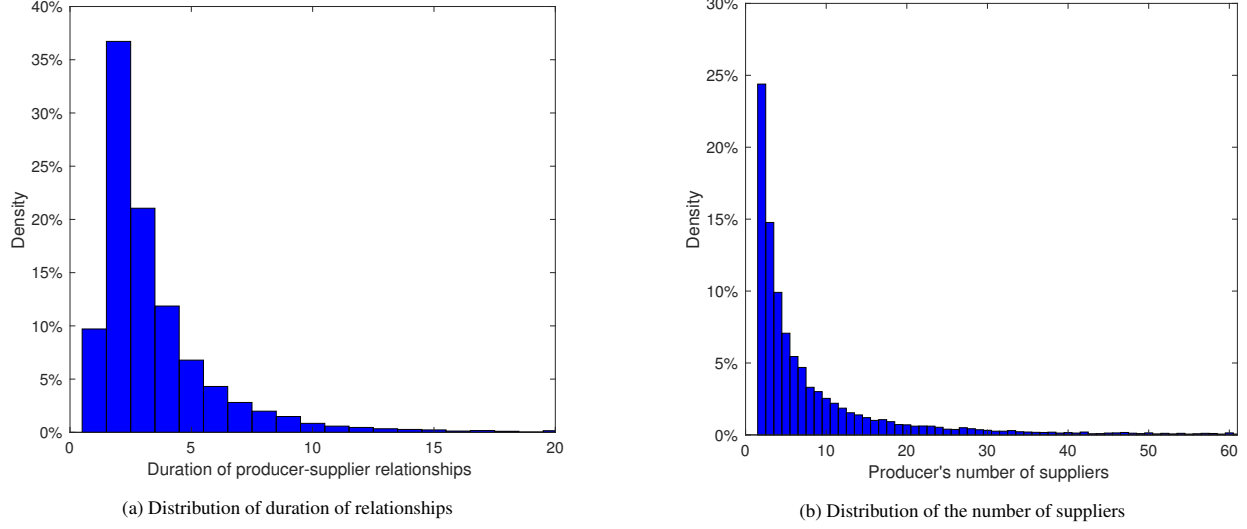 40%
35%
30%
25%
20%
15%
10%
5%
0%
Density
0 5 10 15 20
Duration of producer-supplier relationships
(a) Distribution of duration of relationships
30%
25%
20%
15%
10%
5%
0%
Density
0 10 20 30 40 50 60
Producer's number of suppliers
(b) Distribution of the number of suppliers